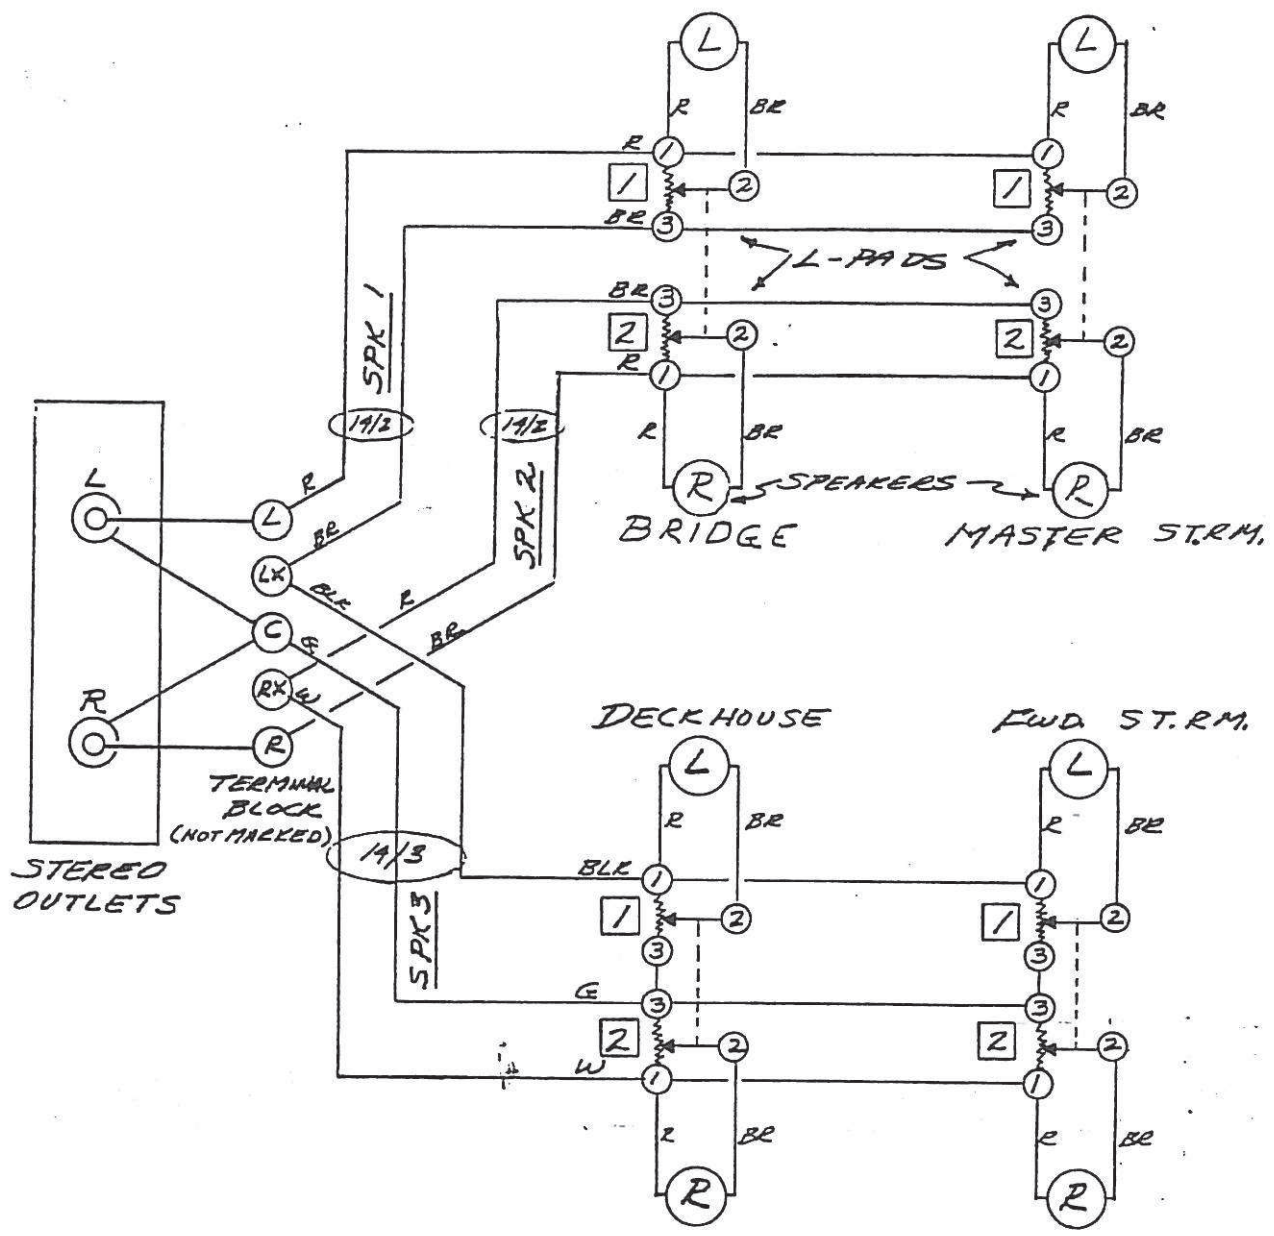 L L
R BR R BR
R 1 1
1 2 1 2
BR 3 3
L-PADS
BR 3 3
2 2 2 2
R 1 1
SPK 1
14/2 14/2
R BR R BR
SPK 2
R SPEAKERS R
BRIDGE MASTER ST.RM.
L
R
L
BR
LX
BLK
R
C
G
BR
R
RX
W
R
TERMINAL
BLOCK
(NOT MARKED)
STEREO
OUTLETS
14/3
SPK 3
DECKHOUSE FWD. ST.RM.
L L
R BR R BR
BLK 1 1
1 2 1 2
3 3
G 3 3
2 2 2 2
W 1 1
R BR R BR
R R